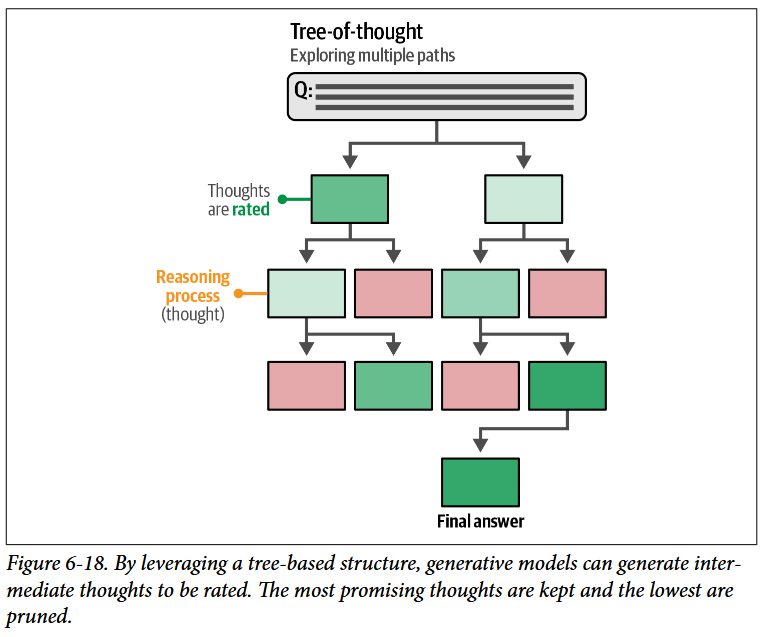 Tree-of-thought
Exploring multiple paths
Q:
Thoughts
are rated
Reasoning
process
(thought)
Final answer
Figure 6-18. By leveraging a tree-based structure, generative models can generate inter-
mediate thoughts to be rated. The most promising thoughts are kept and the lowest are
pruned.